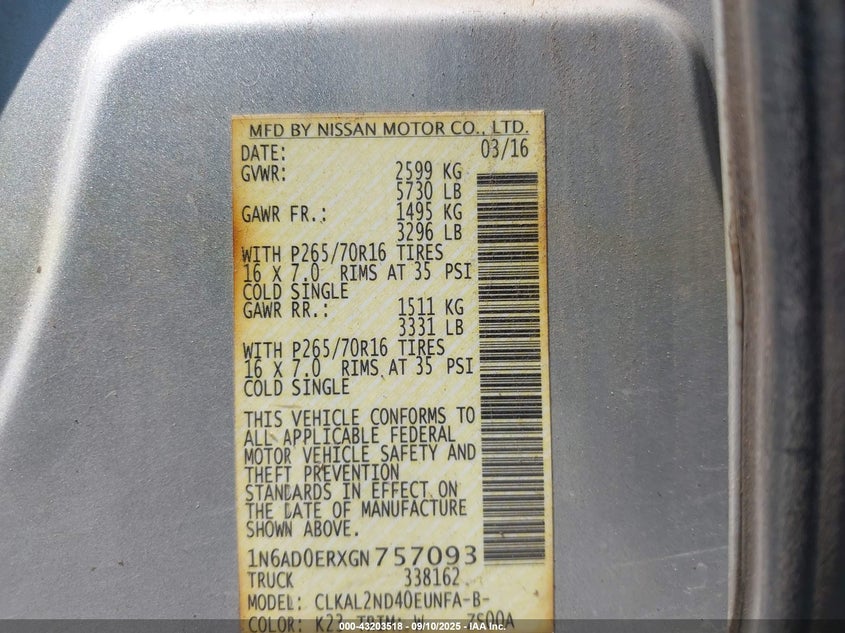 MFD BY NISSAN MOTOR CO., LTD.
DATE: 03/16
GVWR: 2599 KG
5730 LB
GAWR FR.: 1495 KG
3296 LB
WITH P265/70R16 TIRES
16 X 7.0 RIMS AT 35 PSI
COLD SINGLE
GAWR RR.: 1511 KG
3331 LB
WITH P265/70R16 TIRES
16 X 7.0 RIMS AT 35 PSI
COLD SINGLE
THIS VEHICLE CONFORMS TO
ALL APPLICABLE FEDERAL
MOTOR VEHICLE SAFETY AND
THEFT PREVENTION
STANDARDS IN EFFECT ON
THE DATE OF MANUFACTURE
SHOWN ABOVE.
1N6AD0ERXGN757093
TRUCK 338162
MODEL: CLKAL2ND40EUNFA-B-
COLOR: K23 TRIM:
000-43203518 - 09/10/2025 - IAA Inc.